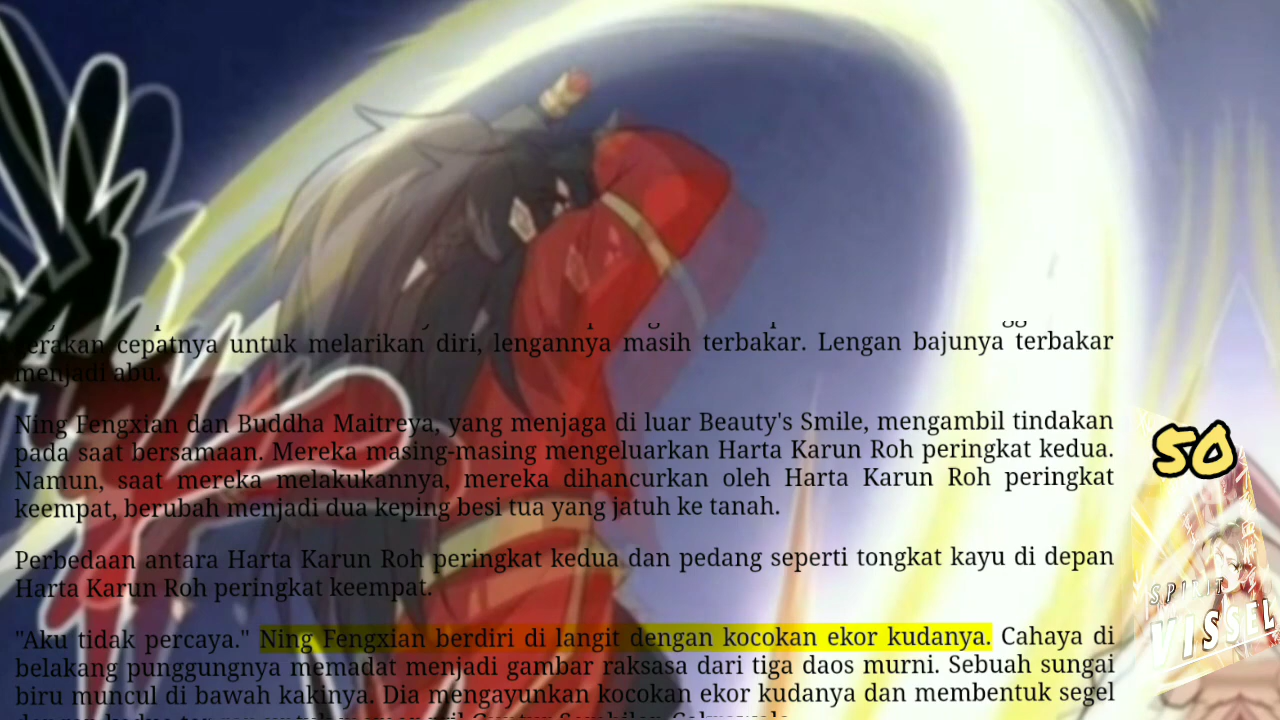 gerakan cepatnya untuk melarikan diri, lengannya masih terbakar. Lengan bajunya terbakar
menjadi abu.
Ning Fengxian dan Buddha Maitreya, yang menjaga di luar Beauty's Smile, mengambil tindakan
pada saat bersamaan. Mereka masing-masing mengeluarkan Harta Karun Roh peringkat kedua.
Namun, saat mereka melakukannya, mereka dihancurkan oleh Harta Karun Roh peringkat
keempat, berubah menjadi dua keping besi tua yang jatuh ke tanah.
Perbedaan antara Harta Karun Roh peringkat kedua dan pedang seperti tongkat kayu di depan
Harta Karun Roh peringkat keempat.
"Aku tidak percaya." Ning Fengxian berdiri di langit dengan kocokan ekor kudanya. Cahaya di
belakang punggungnya memadat menjadi gambar raksasa dari tiga daos murni. Sebuah sungai
biru muncul di bawah kakinya. Dia mengayunkan kocokan ekor kudanya dan membentuk segel
SO
SPIRIT
VISSEL